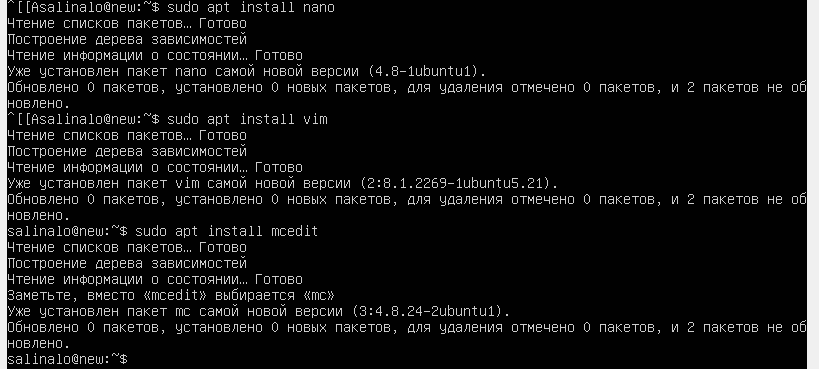 ^[[Asalinalo@new:~$ sudo apt install nano
Чтение списков пакетов… Готово
Построение дерева зависимостей
Чтение информации о состоянии… Готово
Уже установлен пакет nano самой новой версии (4.8-1ubuntu1).
Обновлено 0 пакетов, установлено 0 новых пакетов, для удаления отмечено 0 пакетов, и 2 пакетов не об
новлено.
^[[Asalinalo@new:~$ sudo apt install vim
Чтение списков пакетов… Готово
Построение дерева зависимостей
Чтение информации о состоянии… Готово
Уже установлен пакет vim самой новой версии (2:8.1.2269-1ubuntu5.21).
Обновлено 0 пакетов, установлено 0 новых пакетов, для удаления отмечено 0 пакетов, и 2 пакетов не об
новлено.
salinalo@new:~$ sudo apt install mcedit
Чтение списков пакетов… Готово
Построение дерева зависимостей
Чтение информации о состоянии… Готово
Заметьте, вместо «mcedit» выбирается «mc»
Уже установлен пакет mc самой новой версии (3:4.8.24-2ubuntu1).
Обновлено 0 пакетов, установлено 0 новых пакетов, для удаления отмечено 0 пакетов, и 2 пакетов не об
новлено.
salinalo@new:~$